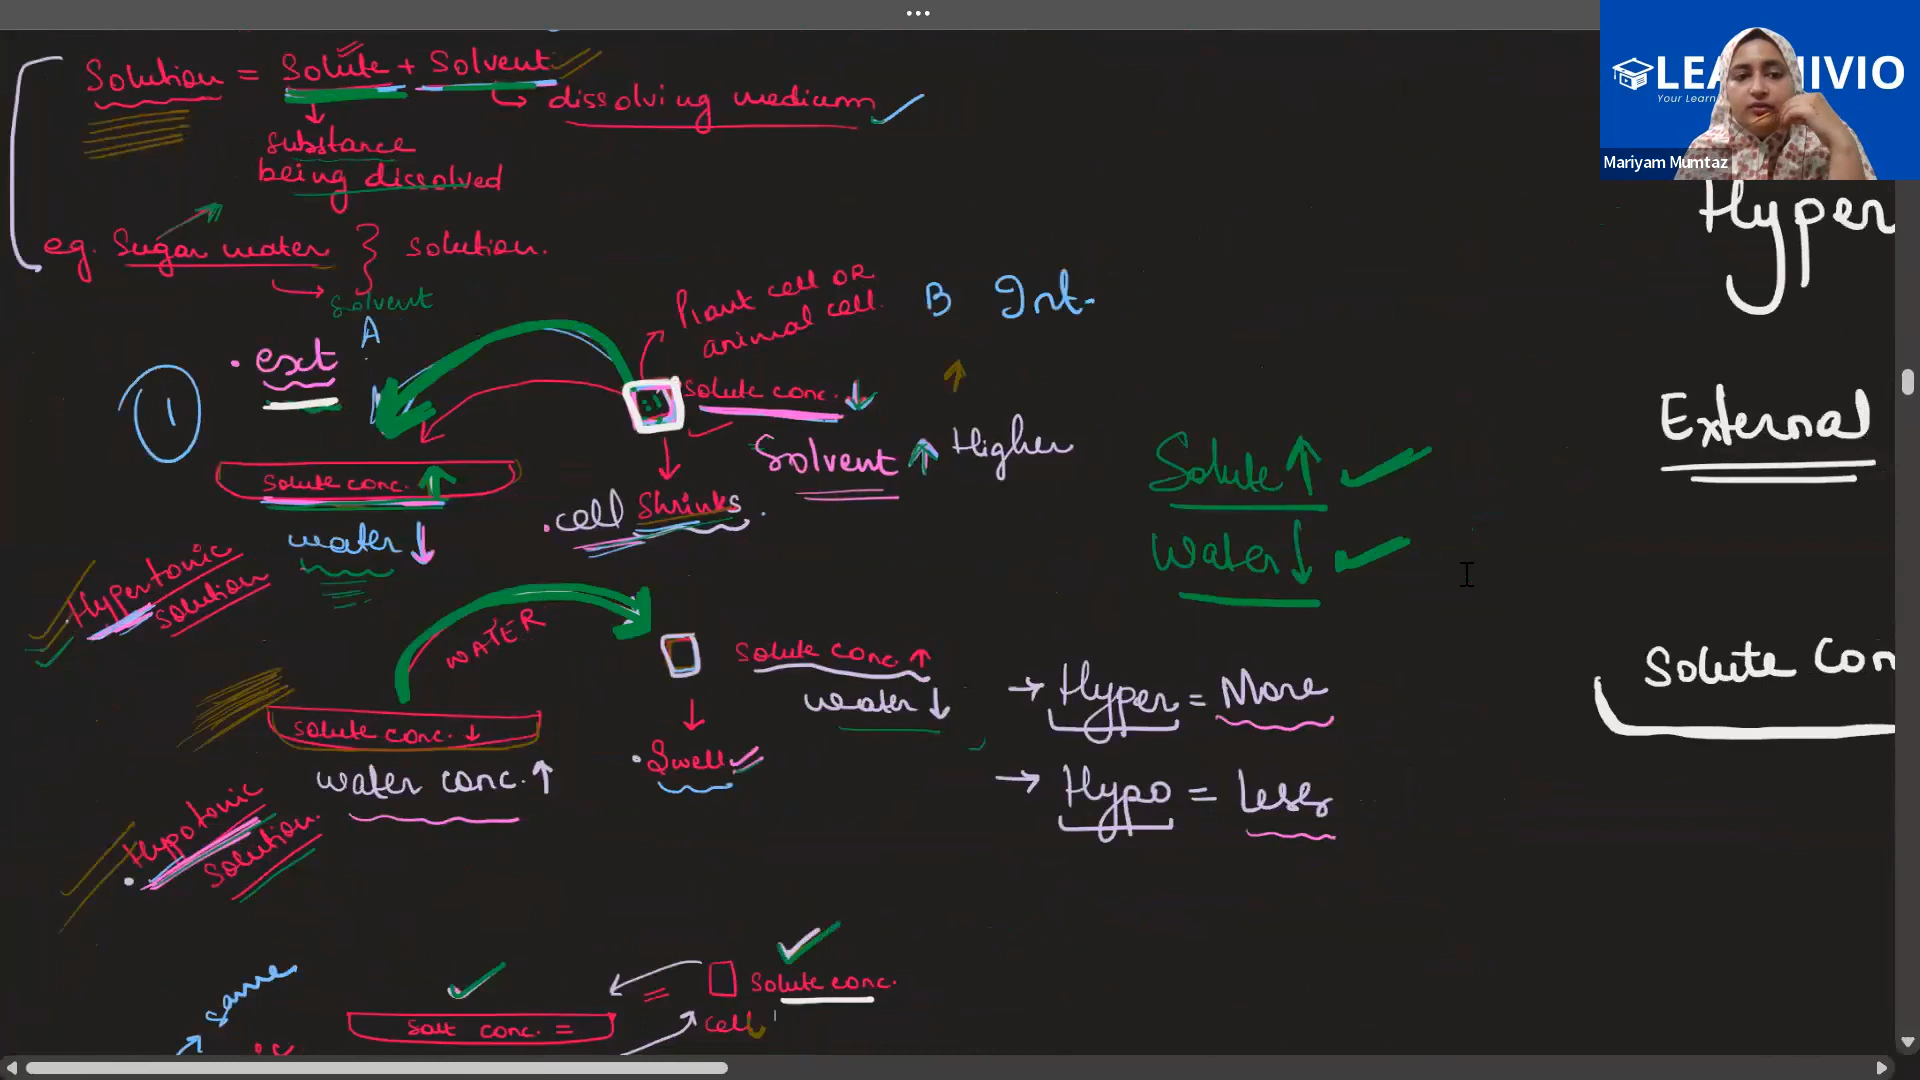 Solution = Solute + Solvent
dissolving medium
substance
being dissolved
eg. Sugar water } solution.
solvent
A
Plant cell OR
animal cell.
B Int.
1
exit
Solute conc. ↓
Solvent ↑ Higher
Solute conc. ↑
water ↓
cell Shrinks.
Hypertonic
solution
Solute ↑ ✓
Water ↓ ✓
WATER
Solute conc. ↑
water ↓
Swell ✓
solute conc. ↓
water conc. ↑
Hypotonic
solution.
→ Hyper = More
→ Hypo = Less
same
Solute conc.
cell
Salt conc. =
Hyper
External
Solute Con
LEA IVIO
Your Learn
Mariyam Mumtaz